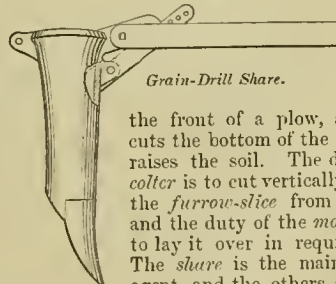 Grain-Drill Share.
the front of a plow,
cuts the bottom of the
raises the soil. The
colter is to cut vertically
the furrow-slice from
and the duty of the
to lay it over in
The share is the main
agent, and the others